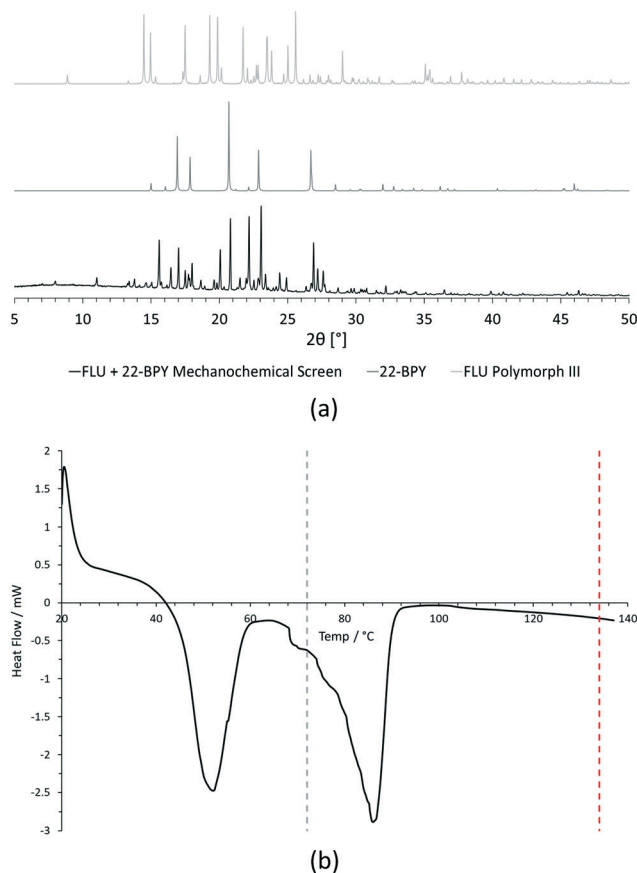 5 10 15 20 25 30 35 40 45 50
2θ [°]
FLU + 22-BPY Mechanochemical Screen 22-BPY FLU Polymorph III
(a)
2
1.5
1
0.5
0
-0.5
-1
-1.5
-2
-2.5
-3
20 40 60 80 100 120 140
Temp / °C
Heat Flow / mW
(b)